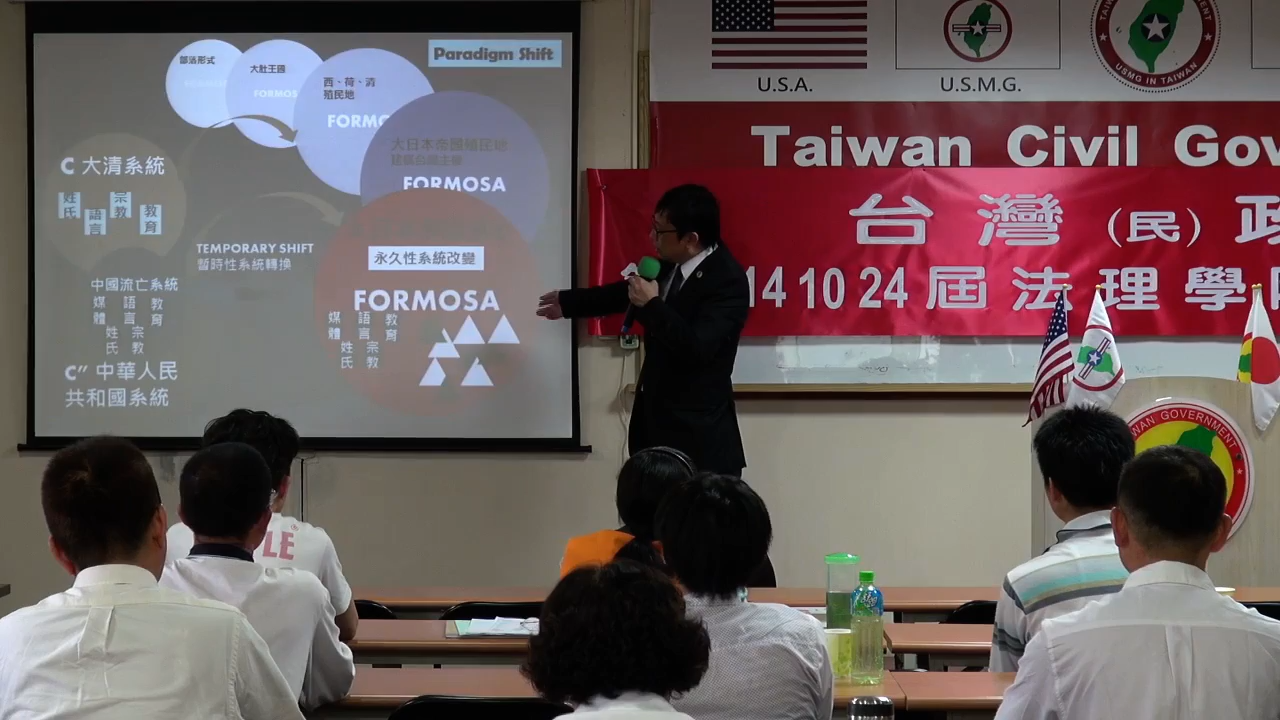 Paradigm Shift
部落形式
大肚王國
FORMOS
西、荷、清
殖民地
FORMO
大日本帝國殖民地
FORMOSA
C 大清系統
姓氏
語言
宗教
教育
TEMPORARY SHIFT
暫時性系統轉換
永久性系統改變
FORMOSA
媒體
語言
教育
姓氏
宗教
中國流亡系統
媒體
語言
教育
姓氏
宗教
C” 中華人民
共和國系統
U.S.A.
U.S.M.G.
USMG IN TAIWAN
Taiwan Civil Gov
台灣(民)政
14 10 24 屆法理學
WAN GOVERNMENT
LE